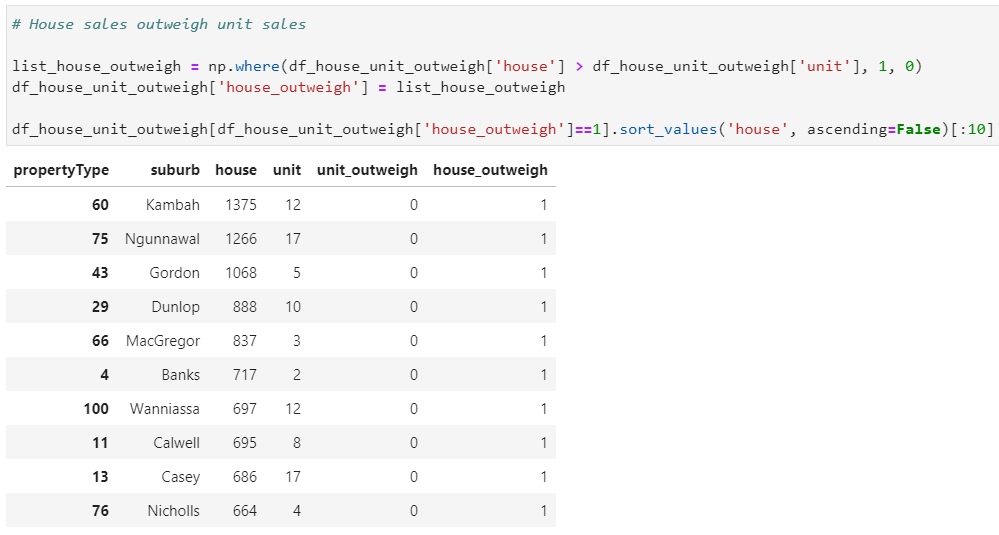 # House sales outweigh unit sales
list_house_outweigh = np.where(df_house_unit_outweigh['house'] > df_house_unit_outweigh['unit'], 1, 0)
df_house_unit_outweigh['house_outweigh'] = list_house_outweigh
df_house_unit_outweigh[df_house_unit_outweigh['house_outweigh']==1].sort_values('house', ascending=False)[:10]
propertyType suburb house unit unit_outweigh house_outweigh
60 Kambah 1375 12 0 1
75 Ngunnawal 1266 17 0 1
43 Gordon 1068 5 0 1
29 Dunlop 888 10 0 1
66 MacGregor 837 3 0 1
4 Banks 717 2 0 1
100 Wanniassa 697 12 0 1
11 Calwell 695 8 0 1
13 Casey 686 17 0 1
76 Nicholls 664 4 0 1